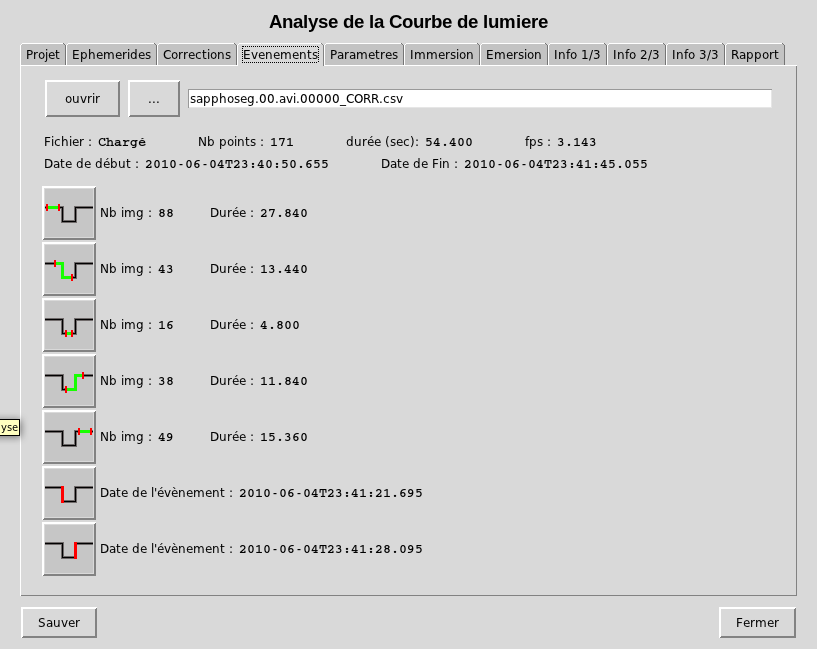 Analyse de la Courbe de lumiere
Projet Ephemerides Corrections Evenements Parametres Immersion Emersion Info 1/3 Info 2/3 Info 3/3 Rapport
ouvrir ... sapphoseg.00.avi.00000_CORR.csv
Fichier : Chargé Nb points : 171 durée (sec): 54.400 fps : 3.143
Date de début : 2010-06-04T23:40:50.655 Date de Fin : 2010-06-04T23:41:45.055
Nb img : 88 Durée : 27.840
Nb img : 43 Durée : 13.440
Nb img : 16 Durée : 4.800
Nb img : 38 Durée : 11.840
yse
Nb img : 49 Durée : 15.360
Date de l'évènement : 2010-06-04T23:41:21.695
Date de l'évènement : 2010-06-04T23:41:28.095
Sauver Fermer